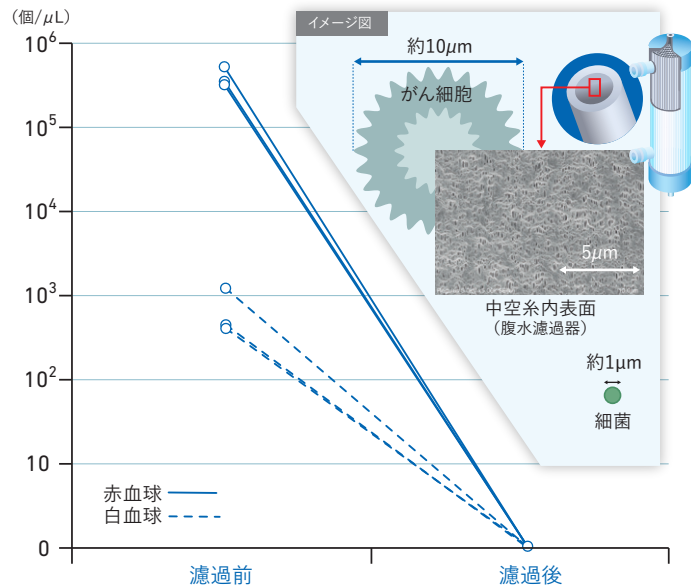 （個/μL）
イメージ図
10⁶
10⁵
10⁴
10³
10²
10
0
約10μm
がん細胞
5μm
中空糸内表面
（腹水濾過器）
約1μm
細菌
赤血球
白血球
濾過前
濾過後